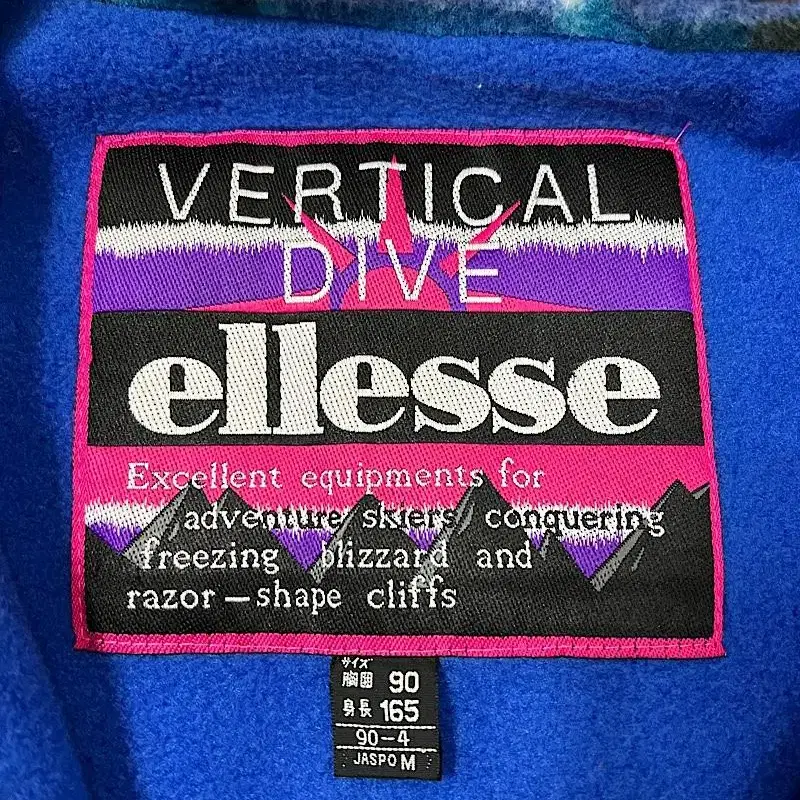 VERTICAL
DIVE
ellesse
Excellent equipments for
adventure skiers conquering
freezing blizzard and
razor—shape cliffs
サイズ
胸囲 90
身長 165
90-4
JASPO M